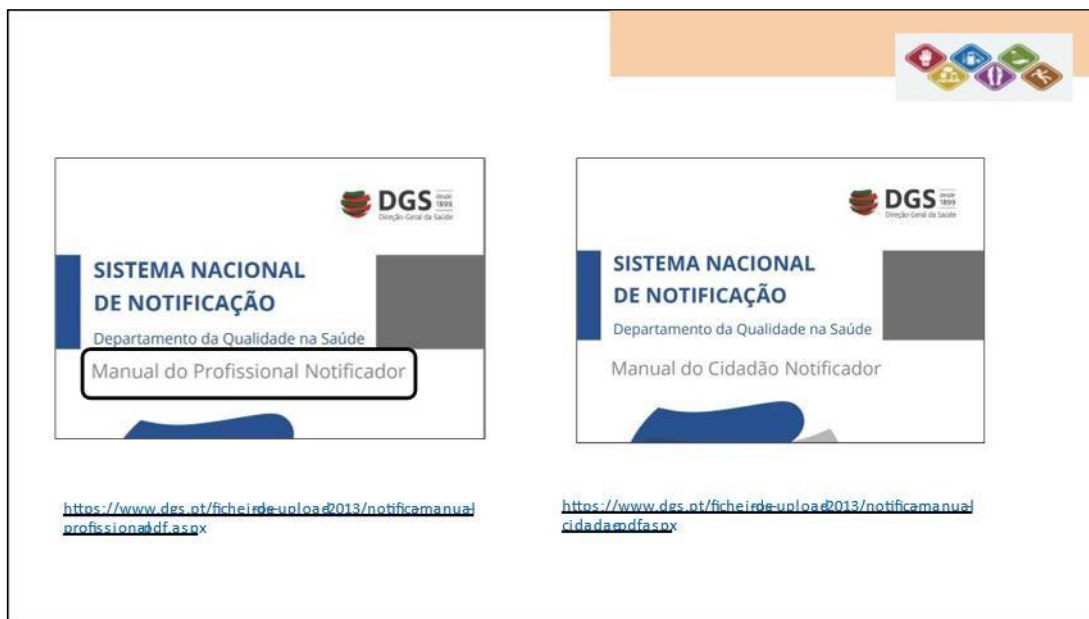 DGS desde 1899
Direção-Geral da Saúde
SISTEMA NACIONAL
DE NOTIFICAÇÃO
Departamento da Qualidade na Saúde
Manual do Profissional Notificador
https://www.dgs.pt/ficheiros-de-upload-2013/notifica-manual-
profissional-pdf.aspx
DGS desde 1899
Direção-Geral da Saúde
SISTEMA NACIONAL
DE NOTIFICAÇÃO
Departamento da Qualidade na Saúde
Manual do Cidadão Notificador
https://www.dgs.pt/ficheiros-de-upload-2013/notifica-manual-
cidadao-pdf.aspx